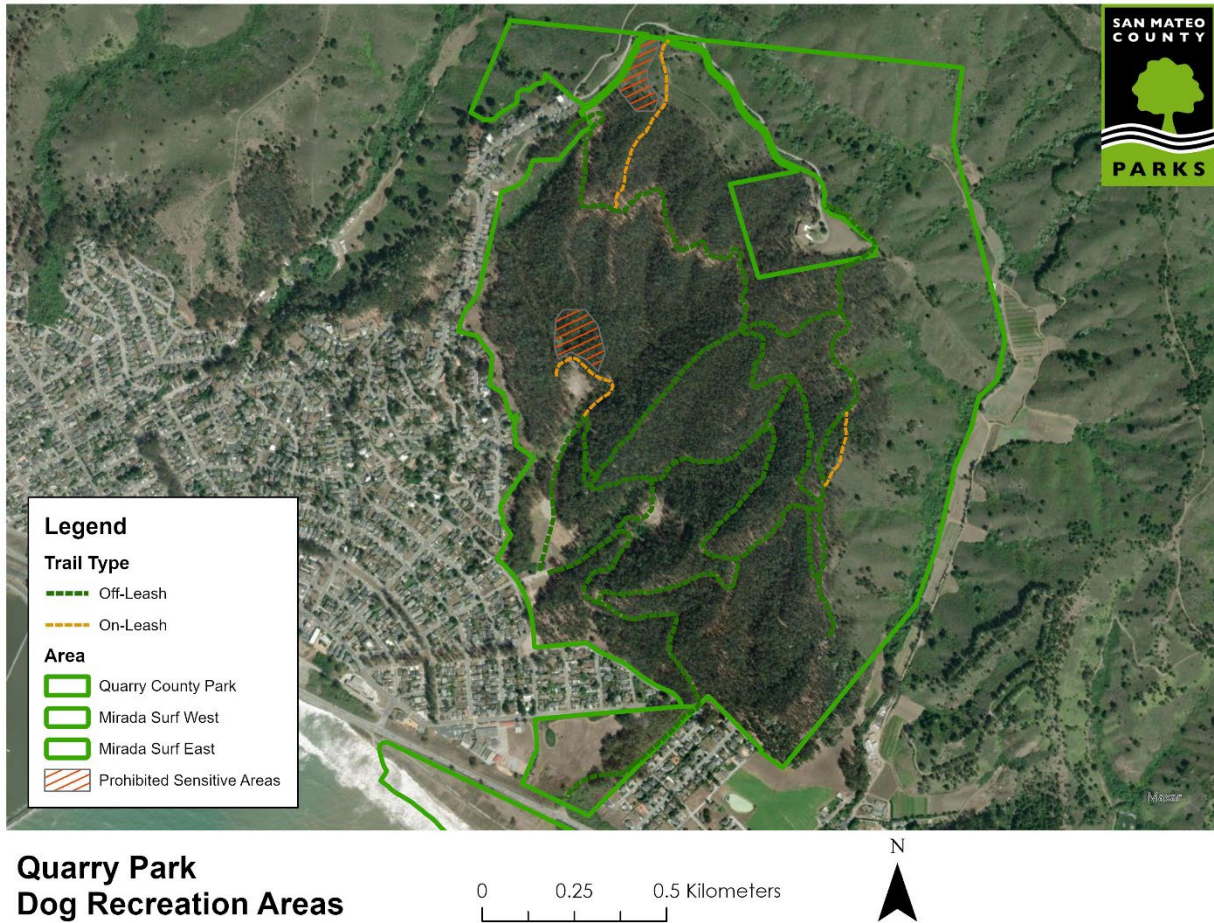 SAN MATEO
COUNTY
PARKS
Legend
Trail Type
Off-Leash
On-Leash
Area
Quarry County Park
Mirada Surf West
Mirada Surf East
Prohibited Sensitive Areas
Maxar
Quarry Park
Dog Recreation Areas
0 0.25 0.5 Kilometers
N